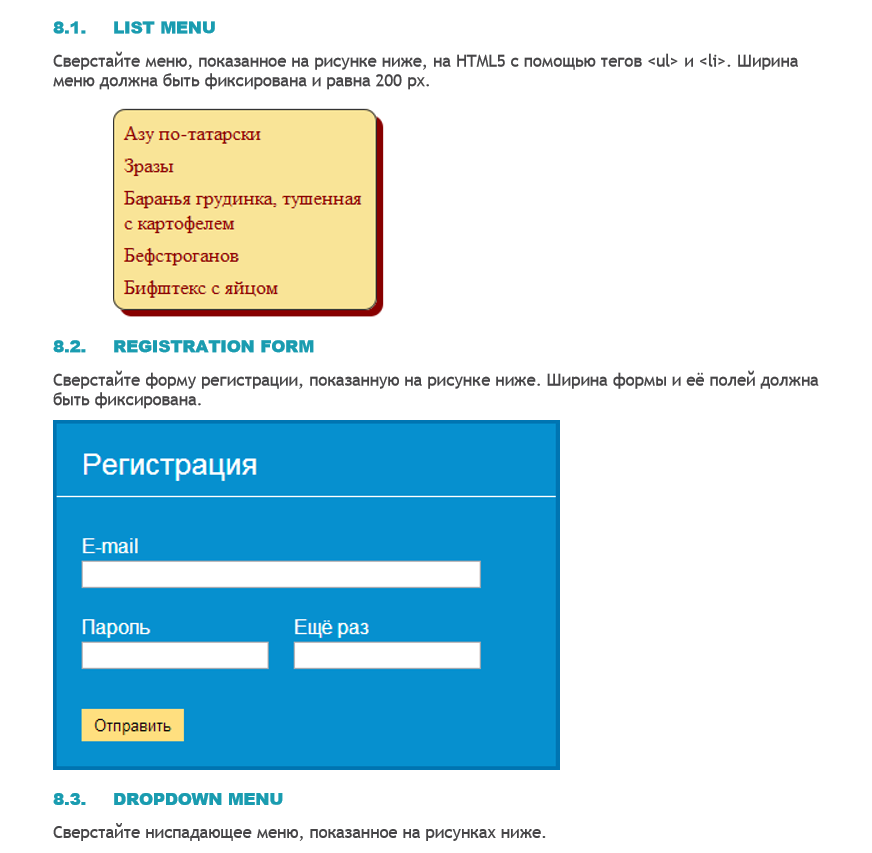 8.1. LIST MENU
Сверстайте меню, показанное на рисунке ниже, на HTML5 с помощью тегов <ul> и <li>. Ширина
меню должна быть фиксирована и равна 200 px.
Азу по-татарски
Зразы
Баранья грудинка, тушенная
с картофелем
Бефстроганов
Бифштекс с яйцом
8.2. REGISTRATION FORM
Сверстайте форму регистрации, показанную на рисунке ниже. Ширина формы и её полей должна
быть фиксирована.
Регистрация
E-mail
Пароль Ещё раз
Отправить
8.3. DROPDOWN MENU
Сверстайте ниспадающее меню, показанное на рисунках ниже.